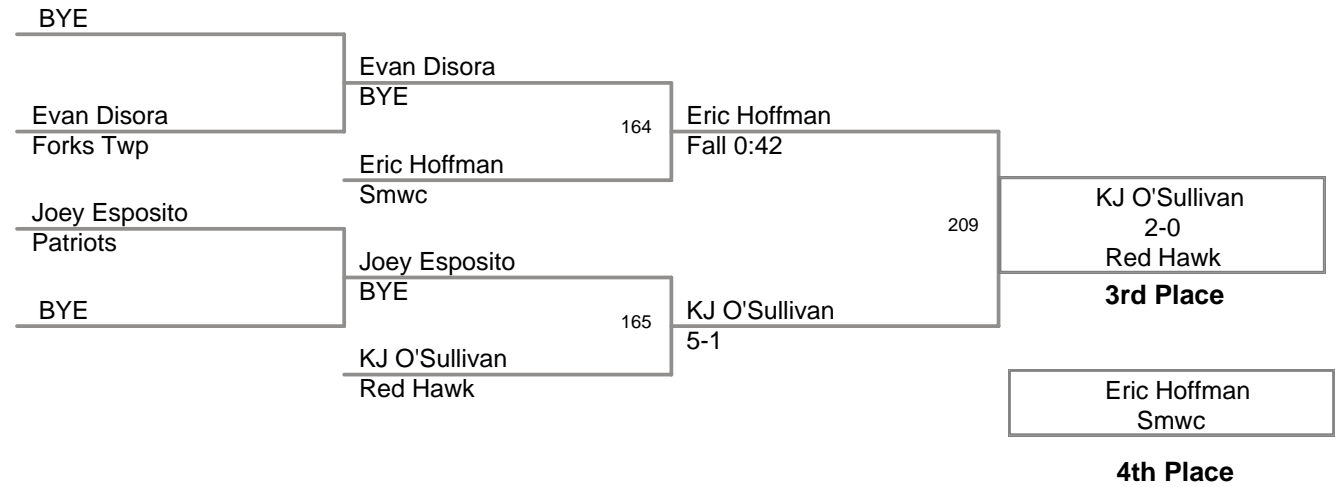 BYE
Evan Disora
BYE
Evan Disora
Forks Twp
164
Eric Hoffman
Fall 0:42
Eric Hoffman
Smwc
Joey Esposito
Patriots
209
KJ O'Sullivan
2-0
Red Hawk
3rd Place
Joey Esposito
BYE
BYE
165
KJ O'Sullivan
5-1
KJ O'Sullivan
Red Hawk
Eric Hoffman
Smwc
4th Place